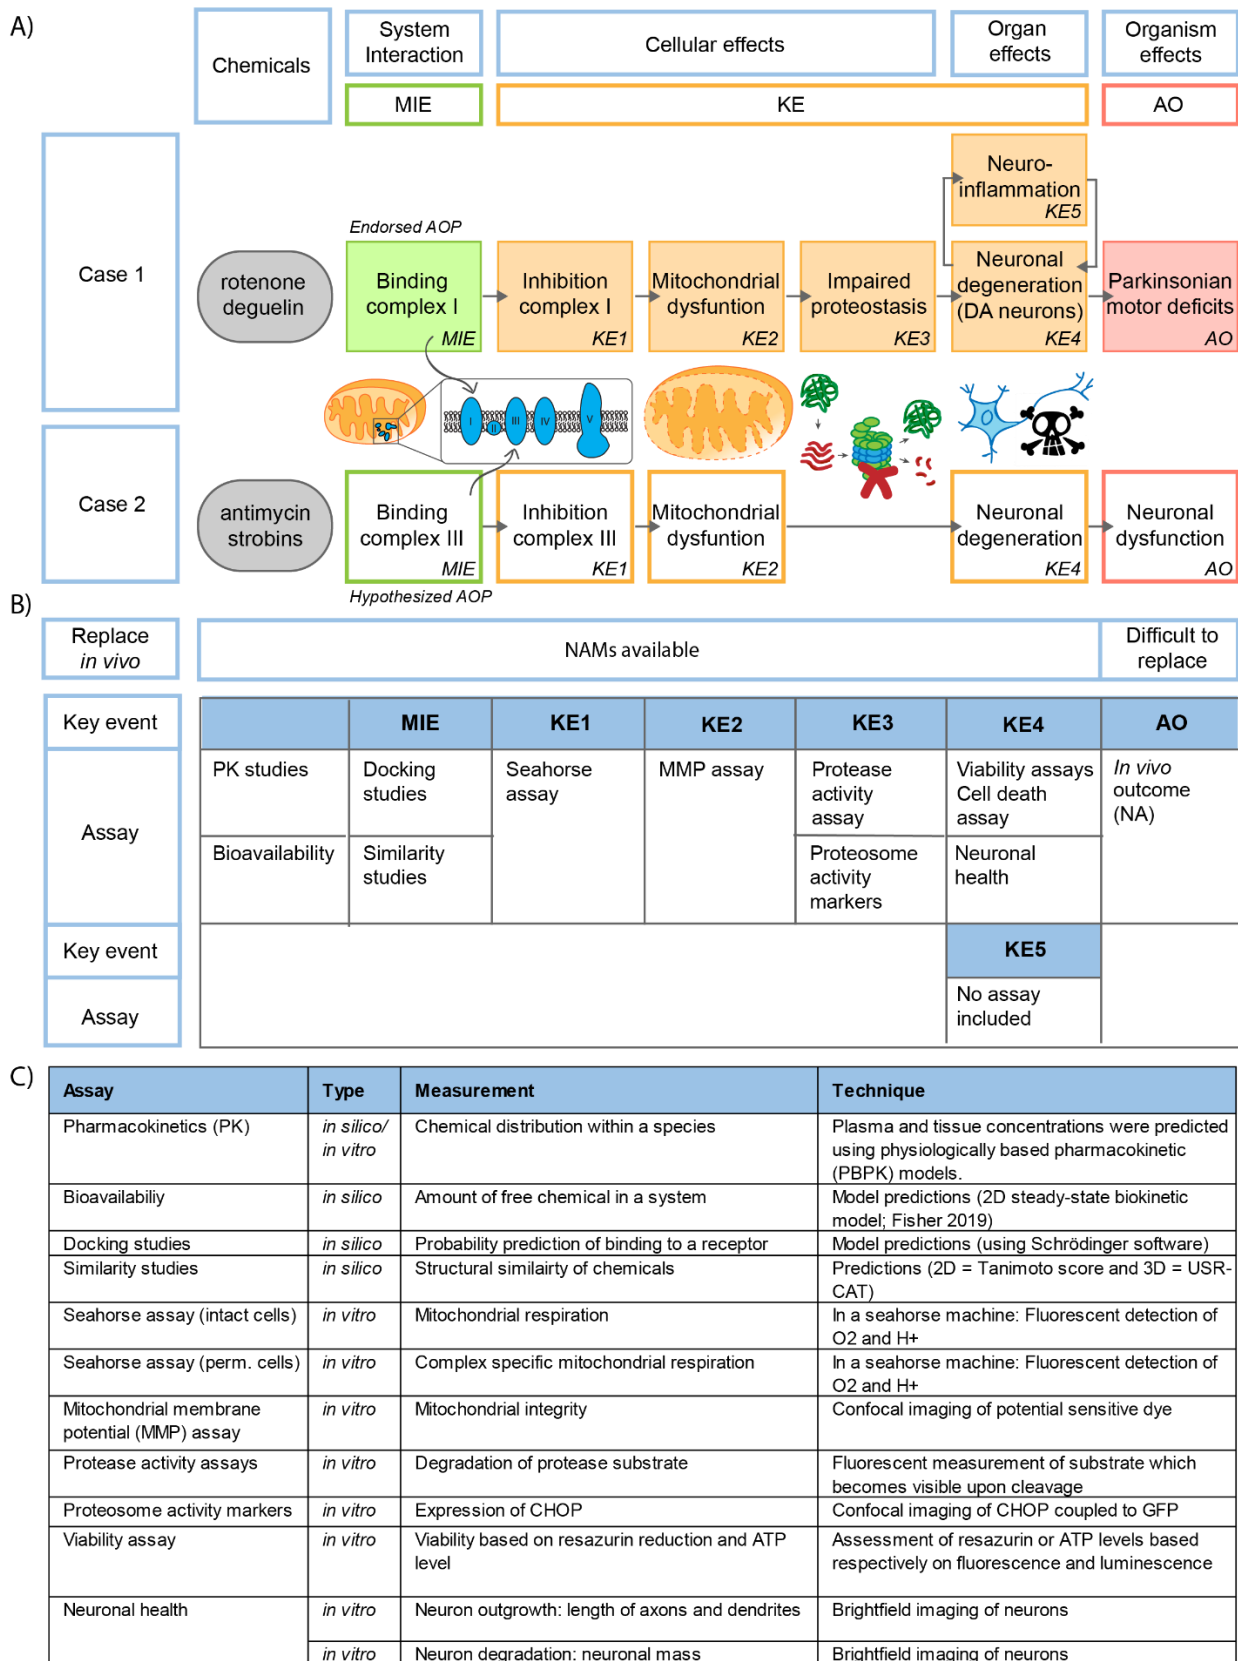 A)
Chemicals
System
Interaction
Cellular effects
Organ
effects
Organism
effects
MIE
KE
AO
Case 1
Neuro-
inflammation
KE5
Endorsed AOP
rotenone
deguelin
Binding
complex I
MIE
Inhibition
complex I
KE1
Mitochondrial
dysfuntion
KE2
Impaired
proteostasis
KE3
Neuronal
degeneration
(DA neurons)
KE4
Parkinsonian
motor deficits
AO
I
II
III
IV
V
Case 2
antimycin
strobins
Binding
complex III
MIE
Inhibition
complex III
KE1
Mitochondrial
dysfuntion
KE2
Neuronal
degeneration
KE4
Neuronal
dysfunction
AO
Hypothesized AOP
B)
Replace
in vivo
NAMs available
Difficult to
replace
Key event
MIE
KE1
KE2
KE3
KE4
AO
Assay
PK studies
Docking
studies
Seahorse
assay
MMP assay
Protease
activity
assay
Viability assays
Cell death
assay
In vivo
outcome
(NA)
Bioavailability
Similarity
studies
Proteosome
activity
markers
Neuronal
health
Key event
KE5
Assay
No assay
included
C)
Assay Type Measurement Technique
Pharmacokinetics (PK) in silico/ Chemical distribution within a species Plasma and tissue concentrations were predicted
in vitro using physiologically based pharmacokinetic
(PBPK) models.
Bioavailabiliy in silico Amount of free chemical in a system Model predictions (2D steady-state biokinetic
model; Fisher 2019)
Docking studies in silico Probability prediction of binding to a receptor Model predictions (using Schrödinger software)
Similarity studies in silico Structural similairty of chemicals Predictions (2D = Tanimoto score and 3D = USR-
CAT)
Seahorse assay (intact cells) in vitro Mitochondrial respiration In a seahorse machine: Fluorescent detection of
O2 and H+
Seahorse assay (perm. cells) in vitro Complex specific mitochondrial respiration In a seahorse machine: Fluorescent detection of
O2 and H+
Mitochondrial membrane in vitro Mitochondrial integrity Confocal imaging of potential sensitive dye
potential (MMP) assay
Protease activity assays in vitro Degradation of protease substrate Fluorescent measurement of substrate which
becomes visible upon cleavage
Proteosome activity markers in vitro Expression of CHOP Confocal imaging of CHOP coupled to GFP
Viability assay in vitro Viability based on resazurin reduction and ATP Assessment of resazurin or ATP levels based
level respectively on fluorescence and luminescence
Neuronal health in vitro Neuron outgrowth: length of axons and dendrites Brightfield imaging of neurons
in vitro Neuron degradation: neuronal mass Brightfield imaging of neurons